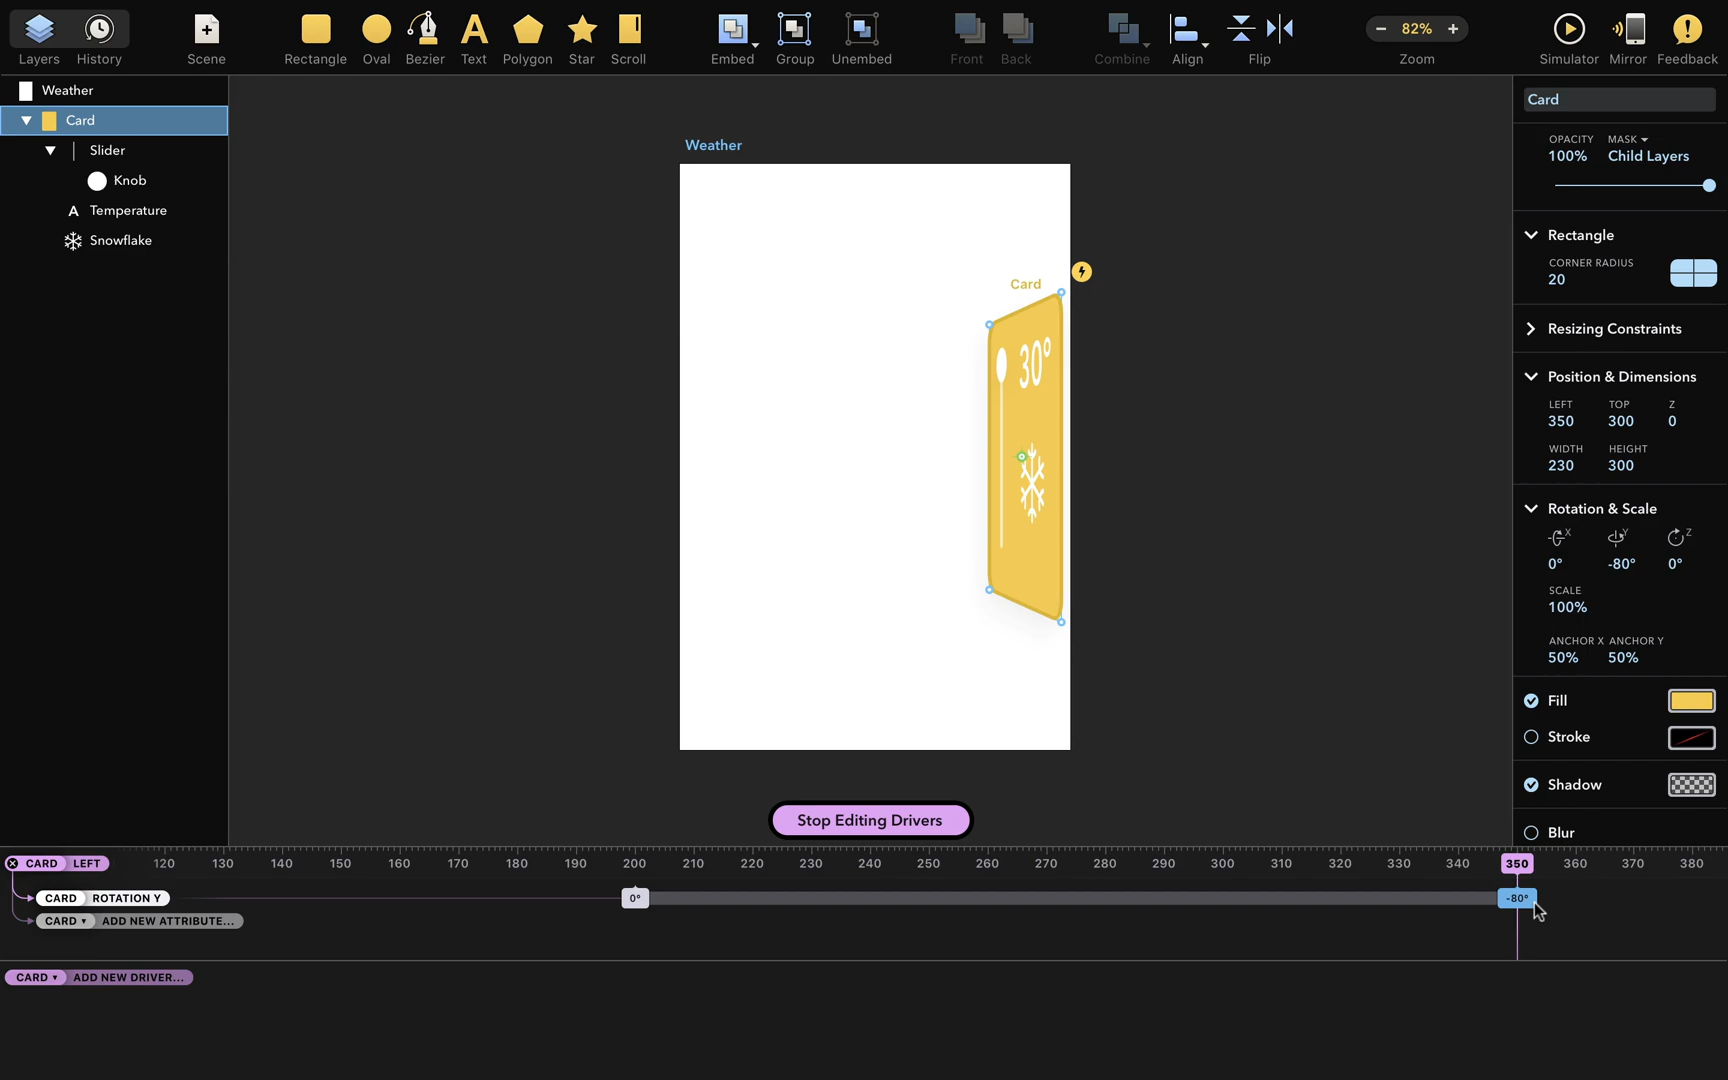 Layers History Scene Rectangle Oval Bezier Text Polygon Star Scroll Embed Group Unembed Front Back Combine Align Flip 82% Zoom Simulator Mirror Feedback
Weather
Card
Slider
Knob
A Temperature
Snowflake
Weather
Card
30°
Stop Editing Drivers
Card
OPACITY MASK
100% Child Layers
Rectangle
CORNER RADIUS
20
Resizing Constraints
Position & Dimensions
LEFT TOP Z
350 300 0
WIDTH HEIGHT
230 300
Rotation & Scale
X Y Z
0° -80° 0°
SCALE
100%
ANCHOR X ANCHOR Y
50% 50%
Fill
Stroke
Shadow
Blur
CARD LEFT 120 130 140 150 160 170 180 190 200 210 220 230 240 250 260 270 280 290 300 310 320 330 340 350 360 370 380
CARD ROTATION Y 0° -80°
CARD ADD NEW ATTRIBUTE...
CARD ADD NEW DRIVER...